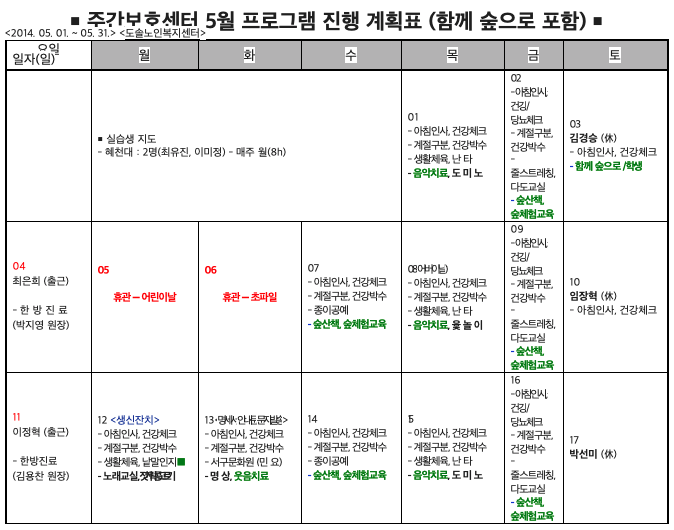 ▪ 주간보호센터 5월 프로그램 진행 계획표 (함께 숲으로 포함) ▪
<2014. 05. 01. ~ 05. 31.> <도솔노인복지센터>
요일
일자(일)
월
화
수
목
금
토
▪ 실습생 지도
- 혜천대 : 2명(최유진, 이미정) - 매주 월(8h)
01
- 아침인사, 건강체크
- 계절구분, 건강박수
- 생활체육, 난 타
- 음악치료, 도 미 노
02
-아침인사,
건강/
당뇨체크
- 계절구분,
건강박수
-
줄스트레칭,
다도교실
- 숲산책,
숲체험교육
03
김경승 (休)
- 아침인사, 건강체크
- 함께 숲으로 /학생
04
최은희 (출근)
- 한 방 진 료
(박지영 원장)
05
휴관 ㅡ 어린이날
06
휴관 ㅡ 초파일
07
- 아침인사, 건강체크
- 계절구분, 건강박수
- 종이공예
- 숲산책, 숲체험교육
08(어버이날)
- 아침인사, 건강체크
- 계절구분, 건강박수
- 생활체육, 난 타
- 음악치료, 윷 놀 이
09
-아침인사,
건강/
당뇨체크
- 계절구분,
건강박수
-
줄스트레칭,
다도교실
- 숲산책,
숲체험교육
10
임장혁 (休)
- 아침인사, 건강체크
11
이정혁 (출근)
- 한방진료
(김용찬 원장)
12 <생신잔치>
- 아침인사, 건강체크
- 계절구분, 건강박수
- 생활체육, 낱말인지■
- 노래교실,
13
- 아침인사, 건강체크
- 계절구분, 건강박수
- 서구문화원 (민 요)
- 명 상, 웃음치료
14
- 아침인사, 건강체크
- 계절구분, 건강박수
- 종이공예
- 숲산책, 숲체험교육
15
- 아침인사, 건강체크
- 계절구분, 건강박수
- 생활체육, 난 타
- 음악치료, 도 미 노
16
-아침인사,
건강/
당뇨체크
- 계절구분,
건강박수
-
줄스트레칭,
다도교실
- 숲산책,
숲체험교육
17
박선미 (休)